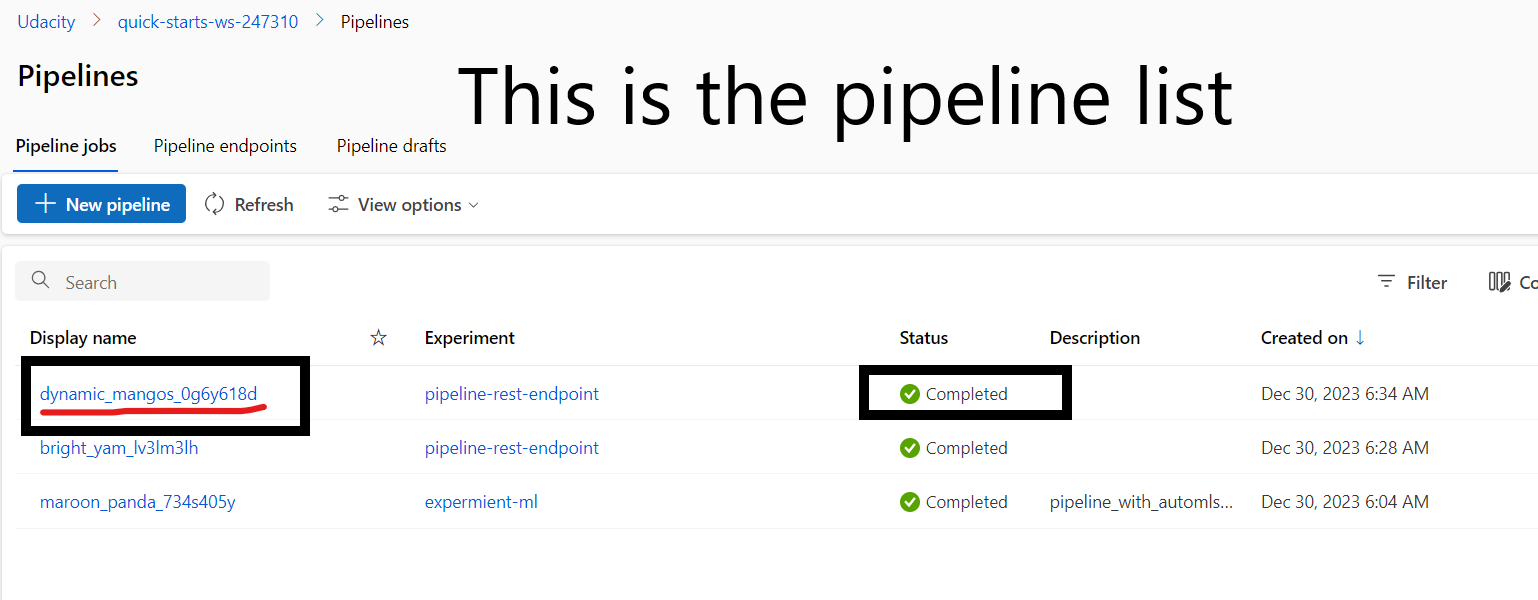 Udacity > quick-starts-ws-247310 > Pipelines
Pipelines
This is the pipeline list
Pipeline jobs Pipeline endpoints Pipeline drafts
+ New pipeline Refresh View options
Search Filter Co
Display name Experiment Status Description Created on ↓
dynamic_mangos_0g6y618d pipeline-rest-endpoint Completed Dec 30, 2023 6:34 AM
bright_yam_lv3lm3lh pipeline-rest-endpoint Completed Dec 30, 2023 6:28 AM
maroon_panda_734s405y expermient-ml Completed pipeline_with_automls... Dec 30, 2023 6:04 AM